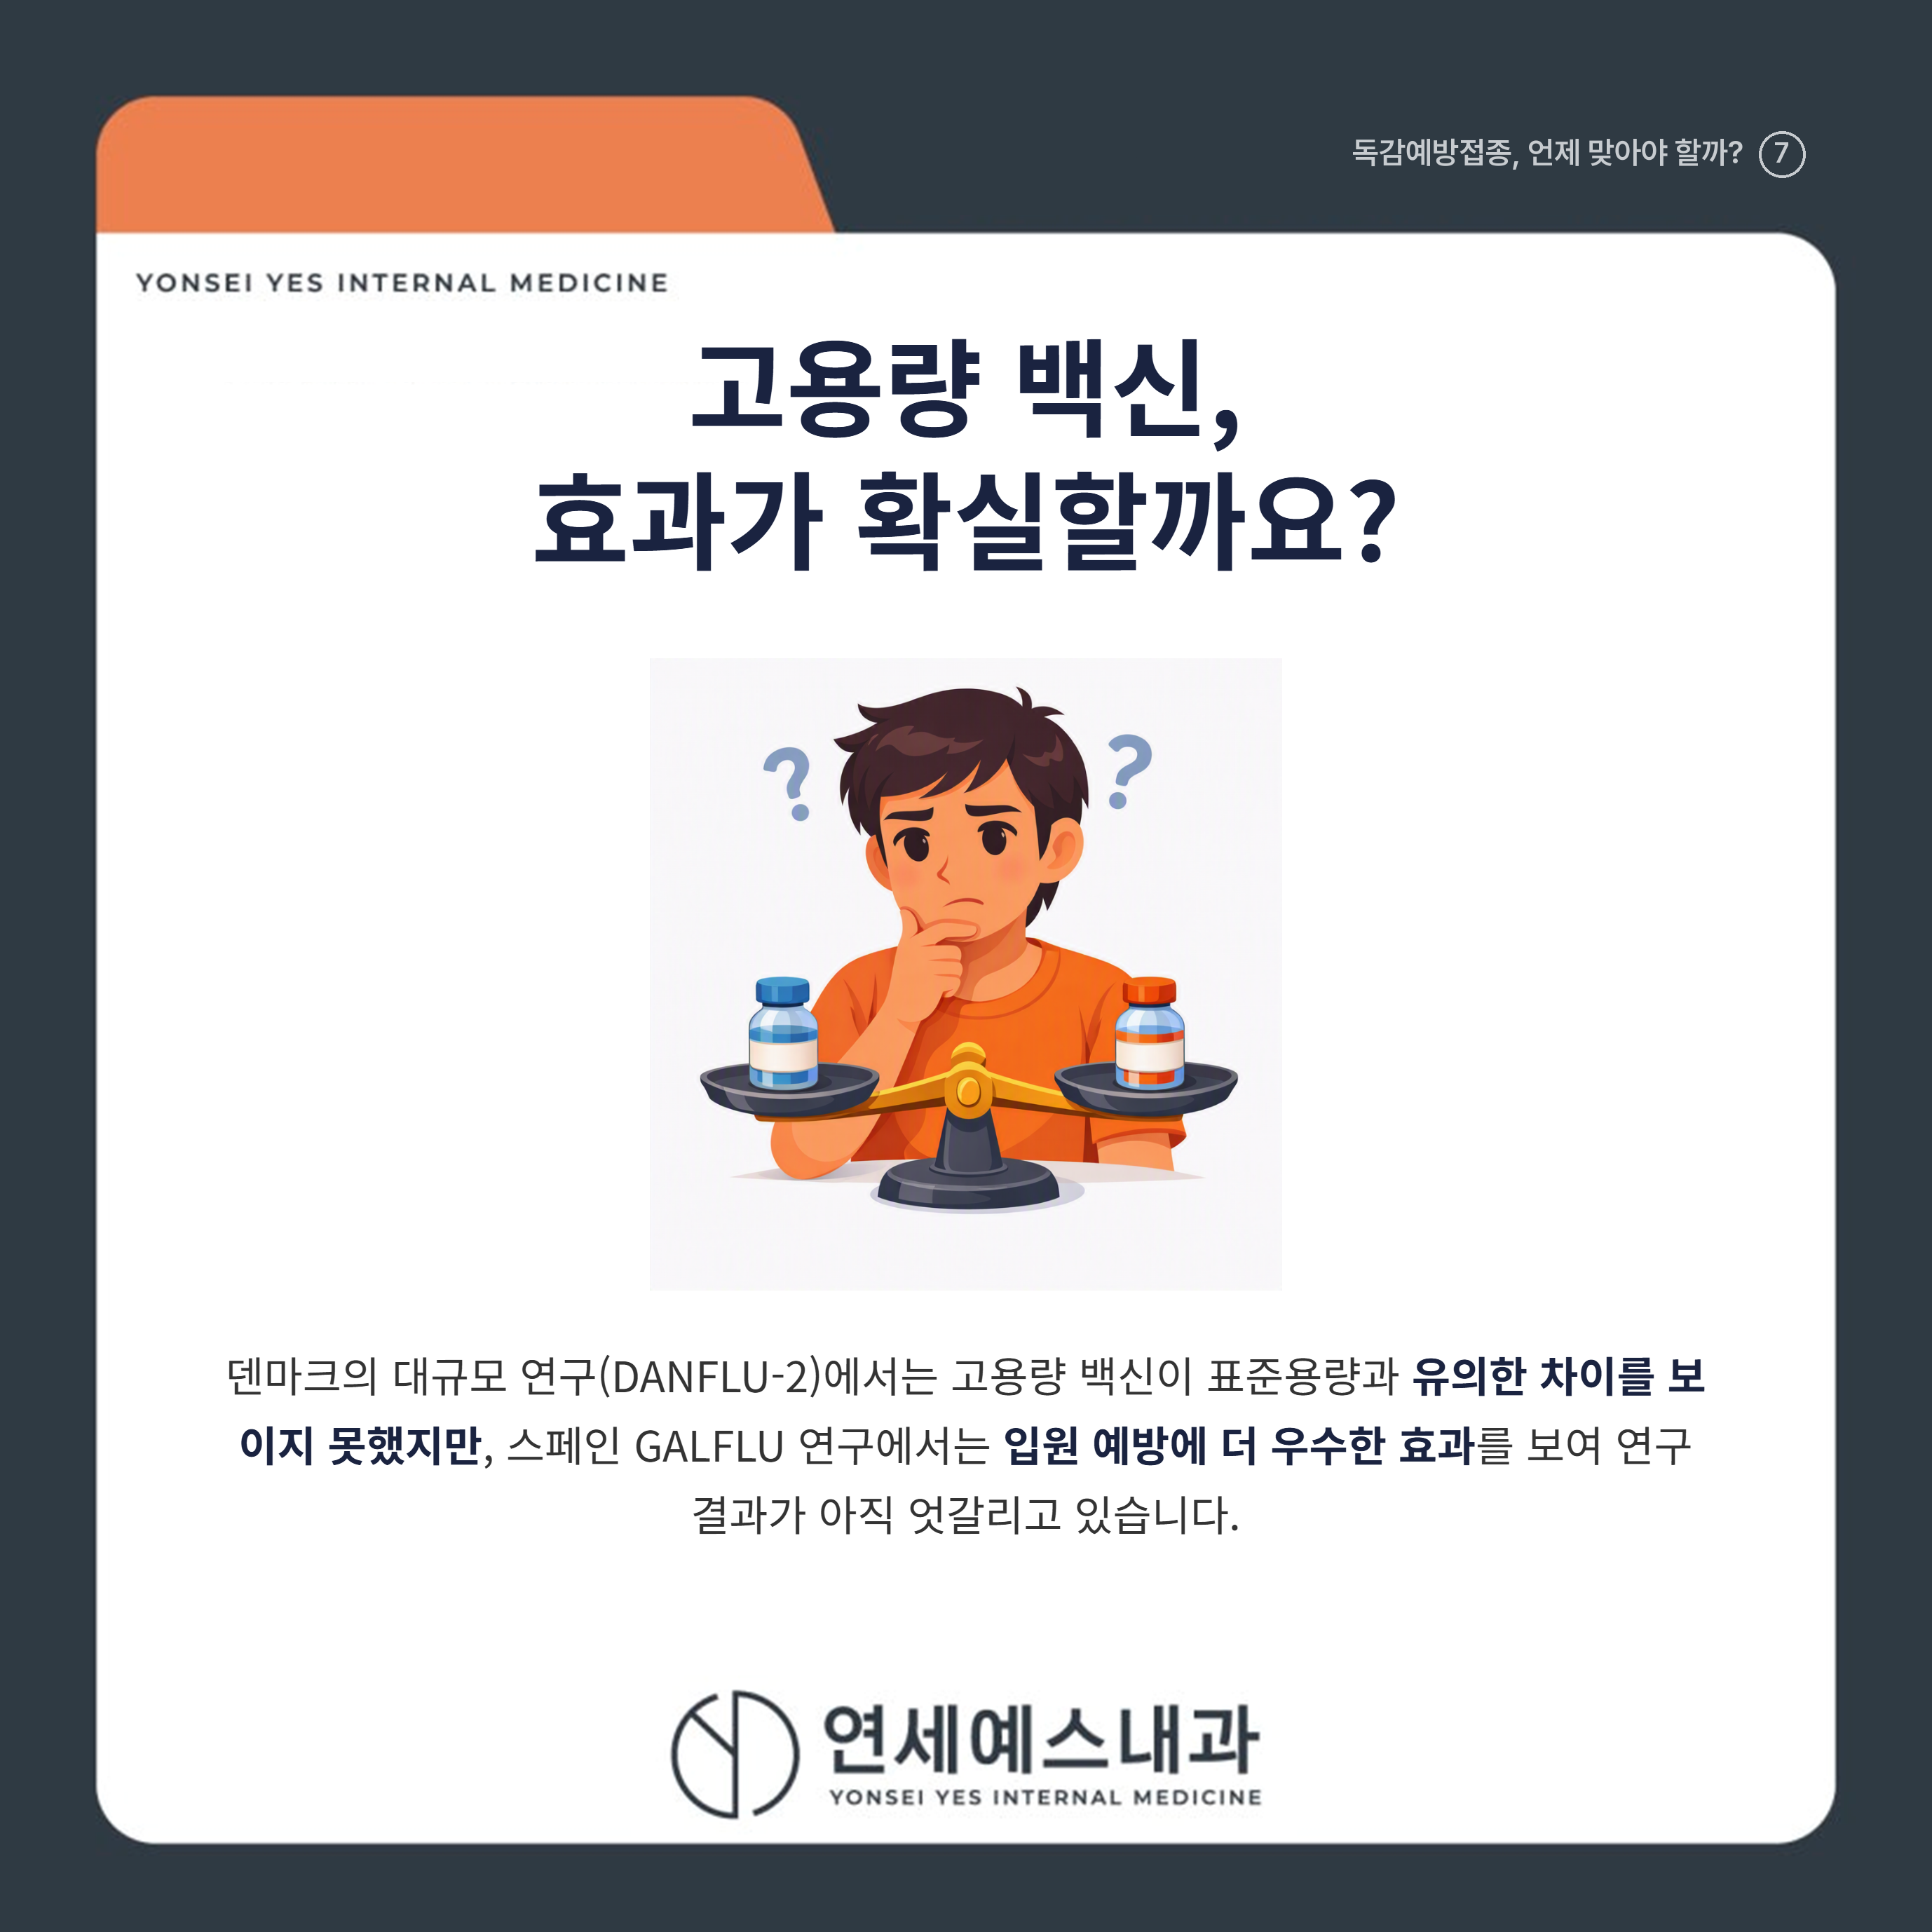 독감예방접종, 언제 맞아야 할까? 7
YONSEI YES INTERNAL MEDICINE
고용량 백신,
효과가 확실할까요?
? ?
덴마크의 대규모 연구(DANFLU-2)에서는 고용량 백신이 표준용량과 유의한 차이를 보
이지 못했지만, 스페인 GALFLU 연구에서는 입원 예방에 더 우수한 효과를 보여 연구
결과가 아직 엇갈리고 있습니다.
연세예스내과
YONSEI YES INTERNAL MEDICINE